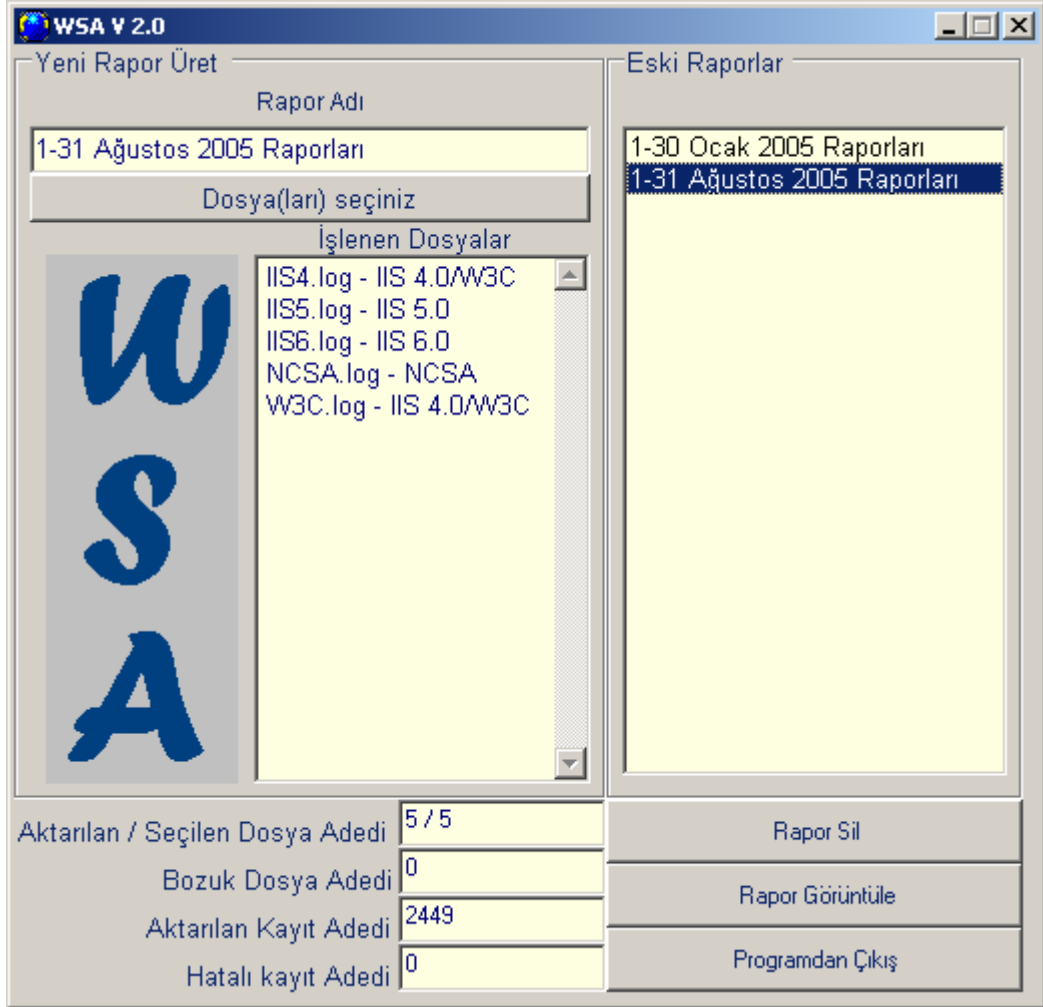 WSA V 2.0
Yeni Rapor Üret
Rapor Adı
1-31 Ağustos 2005 Raporları
Dosya(ları) seçiniz
İşlenen Dosyalar
W
S
A
IIS4.log - IIS 4.0/W3C
IIS5.log - IIS 5.0
IIS6.log - IIS 6.0
NCSA.log - NCSA
W3C.log - IIS 4.0/W3C
Eski Raporlar
1-30 Ocak 2005 Raporları
1-31 Ağustos 2005 Raporları
Aktarılan / Seçilen Dosya Adedi 5 / 5
Bozuk Dosya Adedi 0
Aktarılan Kayıt Adedi 2449
Hatalı kayıt Adedi 0
Rapor Sil
Rapor Görüntüle
Programdan Çıkış